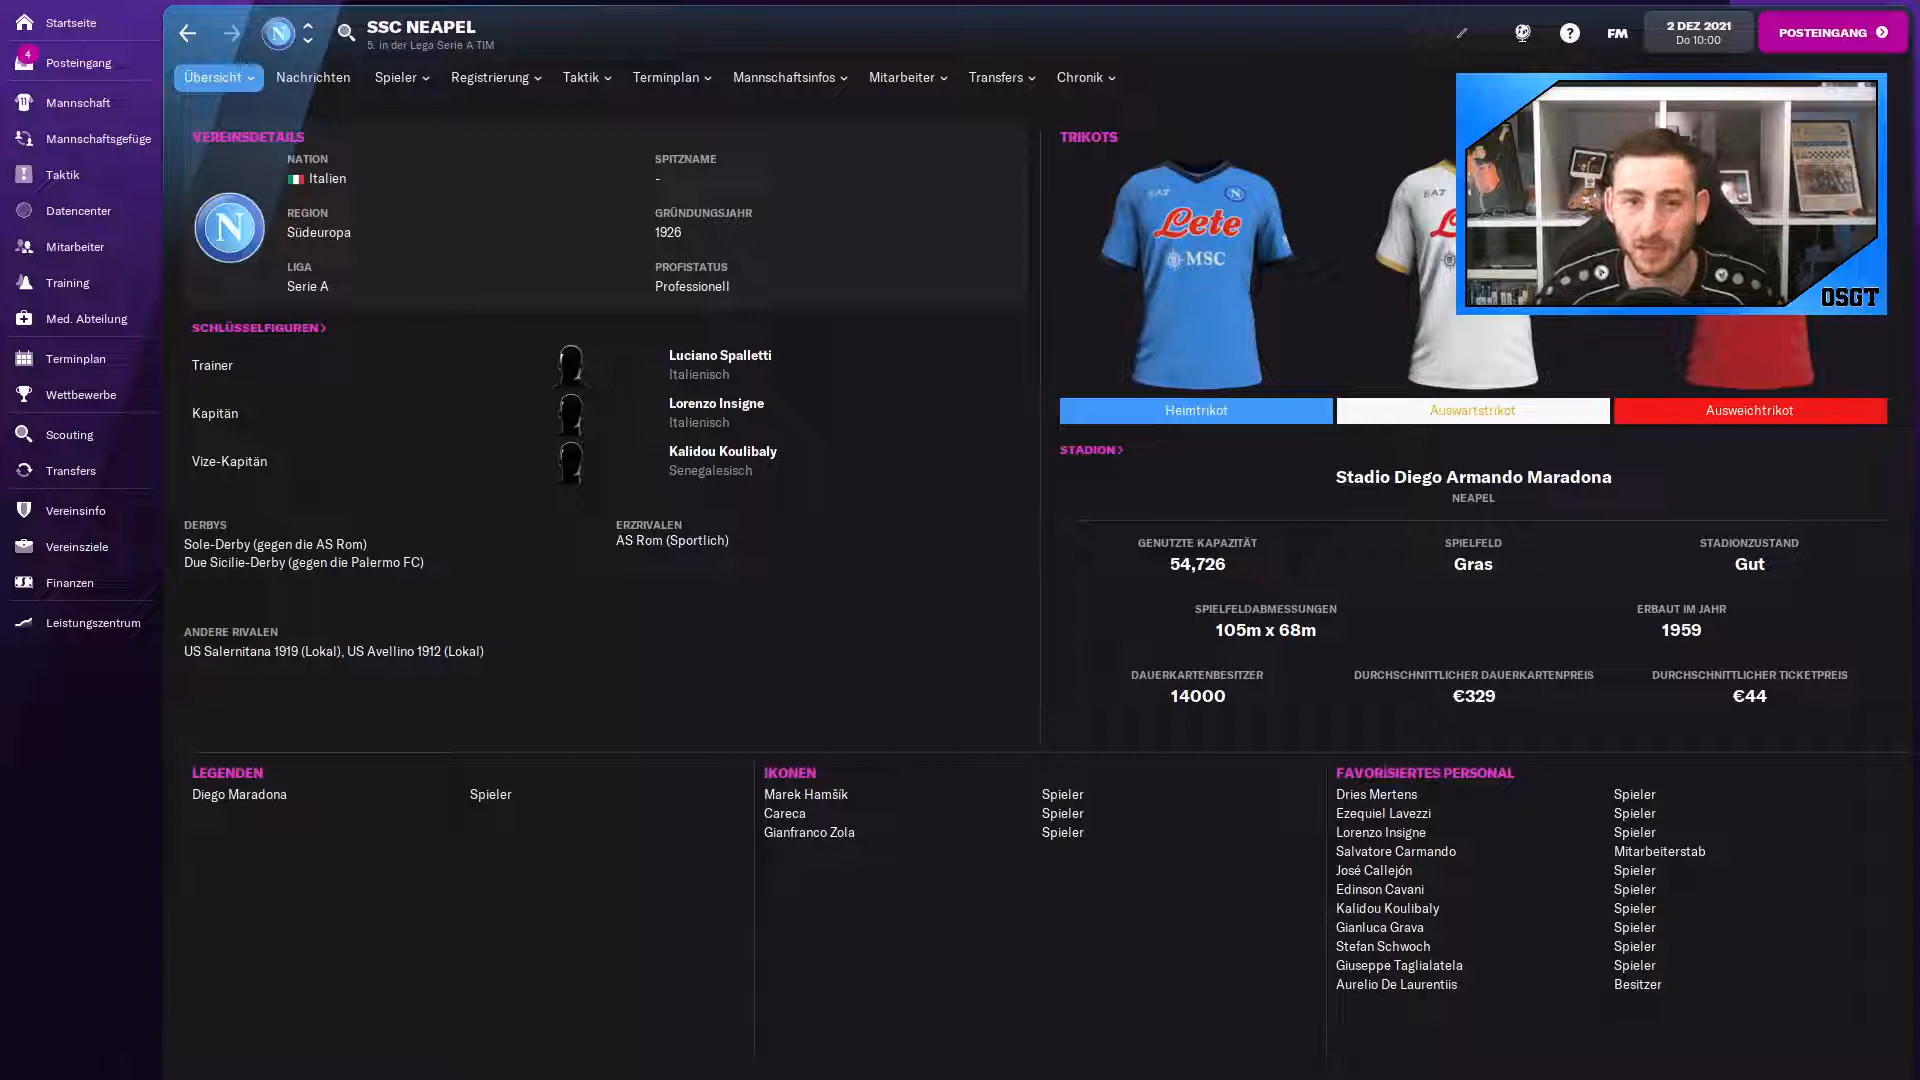 Startseite
4
Posteingang
Mannschaft
Mannschaftsgefüge
Taktik
Datencenter
Mitarbeiter
Training
Med. Abteilung
Terminplan
Wettbewerbe
Scouting
Transfers
Vereinsinfo
Vereinsziele
Finanzen
Leistungszentrum
N
SSC NEAPEL
5. in der Lega Serie A TIM
?
FM
2 DEZ 2021
Do 10:00
POSTEINGANG
Übersicht Nachrichten Spieler Registrierung Taktik Terminplan Mannschaftsinfos Mitarbeiter Transfers Chronik
VEREINSDETAILS
N
NATION
Italien
SPITZNAME
-
REGION
Südeuropa
GRÜNDUNGSJAHR
1926
LIGA
Serie A
PROFISTATUS
Professionell
SCHLÜSSELFIGUREN
Trainer
Luciano Spalletti
Italienisch
Kapitän
Lorenzo Insigne
Italienisch
Vize-Kapitän
Kalidou Koulibaly
Senegalesisch
DERBYS
Sole-Derby (gegen die AS Rom)
Due Sicilie-Derby (gegen die Palermo FC)
ERZRIVALEN
AS Rom (Sportlich)
ANDERE RIVALEN
US Salernitana 1919 (Lokal), US Avellino 1912 (Lokal)
TRIKOTS
EA7
N
Lete
MSC
EA7
OSGT
Heimtrikot
Auswärtstrikot
Ausweichtrikot
STADION
Stadio Diego Armando Maradona
NEAPEL
GENUTZTE KAPAZITÄT
54,726
SPIELFELD
Gras
STADIONZUSTAND
Gut
SPIELFELDABMESSUNGEN
105m x 68m
ERBAUT IM JAHR
1959
DAUERKARTENBESITZER
14000
DURCHSCHNITTLICHER DAUERKARTENPREIS
€329
DURCHSCHNITTLICHER TICKETPREIS
€44
LEGENDEN
Diego Maradona Spieler
IKONEN
Marek Hamšík Spieler
Careca Spieler
Gianfranco Zola Spieler
FAVORISIERTES PERSONAL
Dries Mertens Spieler
Ezequiel Lavezzi Spieler
Lorenzo Insigne Spieler
Salvatore Carmando Mitarbeiterstab
José Callejón Spieler
Edinson Cavani Spieler
Kalidou Koulibaly Spieler
Gianluca Grava Spieler
Stefan Schwoch Spieler
Giuseppe Taglialatela Spieler
Aurelio De Laurentiis Besitzer